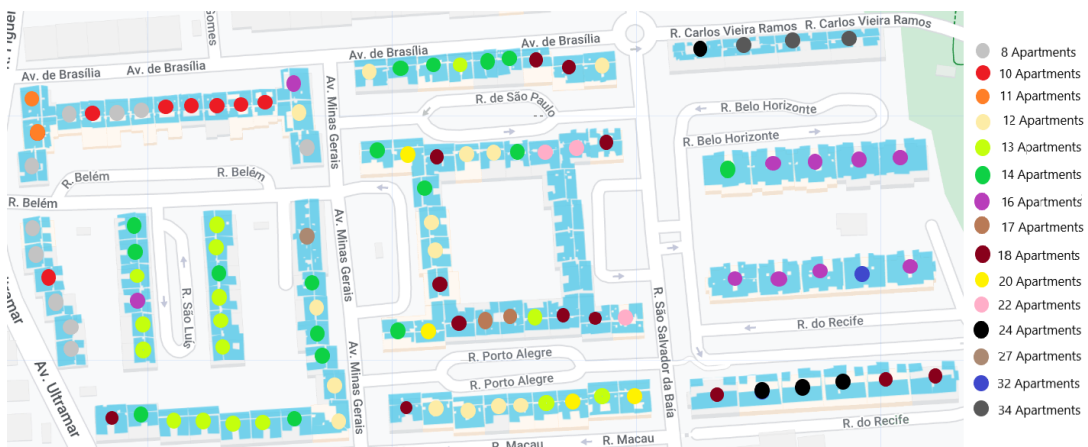 R. Figuei
Gomes
Av. de Brasília
Av. de Brasília
Av. de Brasília
Av. de Brasília
R. Carlos Vieira Ramos
R. Carlos Vieira Ramos
Av. Minas Gerais
R. de São Paulo
R. Belo Horizonte
R. Belo Horizonte
R. Belém
R. Belém
R. Belém
Av. Minas Gerais
R. São Luís
R. São Salvador da Baía
Ultramar
Av. Ultramar
Av. Minas Gerais
R. Porto Alegre
R. Porto Alegre
R. do Recife
R. do Recife
R. Macau
R. Macau
8 Apartments
10 Apartments
11 Apartments
12 Apartments
13 Apartments
14 Apartments
16 Apartments
17 Apartments
18 Apartments
20 Apartments
22 Apartments
24 Apartments
27 Apartments
32 Apartments
34 Apartments